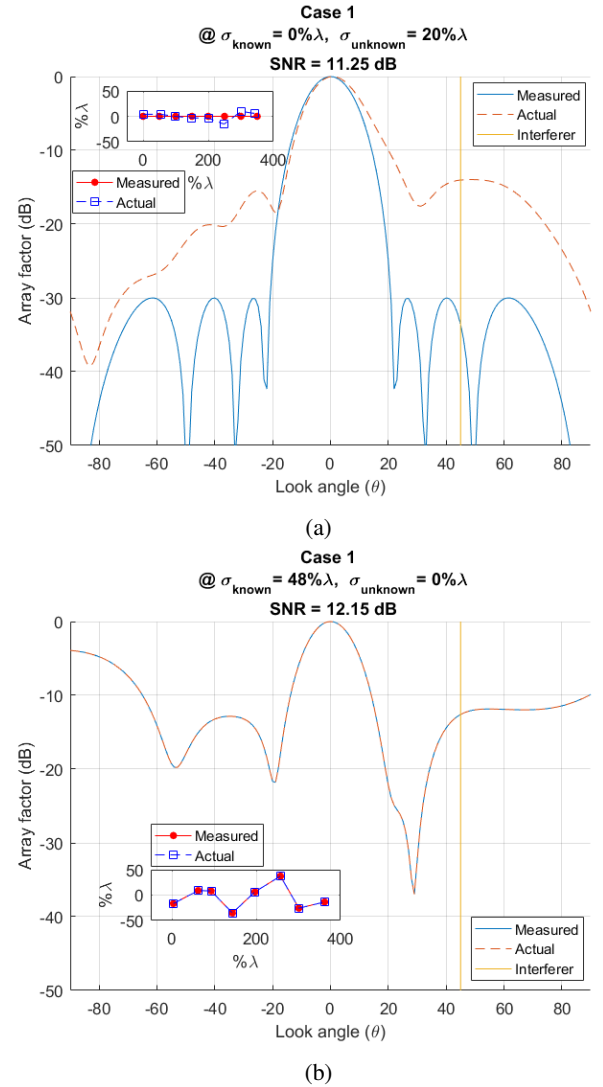 Case 1
@ σknown= 0%λ, σunknown= 20%λ
SNR = 11.25 dB
0
-10
-20
-30
-40
-50
Array factor (dB)
50
0
-50
%λ
0 200 400
%λ
Measured
Actual
Measured
Actual
Interferer
-80 -60 -40 -20 0 20 40 60 80
Look angle (θ)
(a)
Case 1
@ σknown= 48%λ, σunknown= 0%λ
SNR = 12.15 dB
0
-10
-20
-30
-40
-50
Array factor (dB)
Measured
Actual
50
0
-50
%λ
0 200 400
%λ
Measured
Actual
Interferer
-80 -60 -40 -20 0 20 40 60 80
Look angle (θ)
(b)